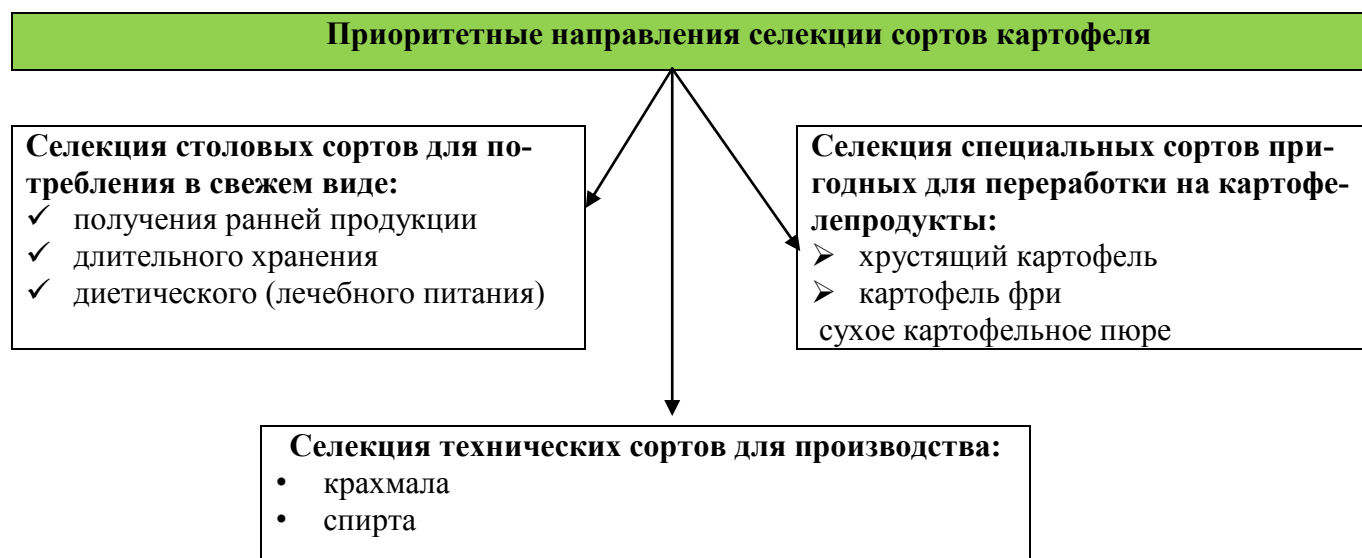 Приоритетные направления селекции сортов картофеля
Селекция столовых сортов для по-
требления в свежем виде:
✓ получения ранней продукции
✓ длительного хранения
✓ диетического (лечебного питания)
Селекция специальных сортов при-
годных для переработки на картофе-
лепродукты:
➢ хрустящий картофель
➢ картофель фри
сухое картофельное пюре
Селекция технических сортов для производства:
• крахмала
• спирта